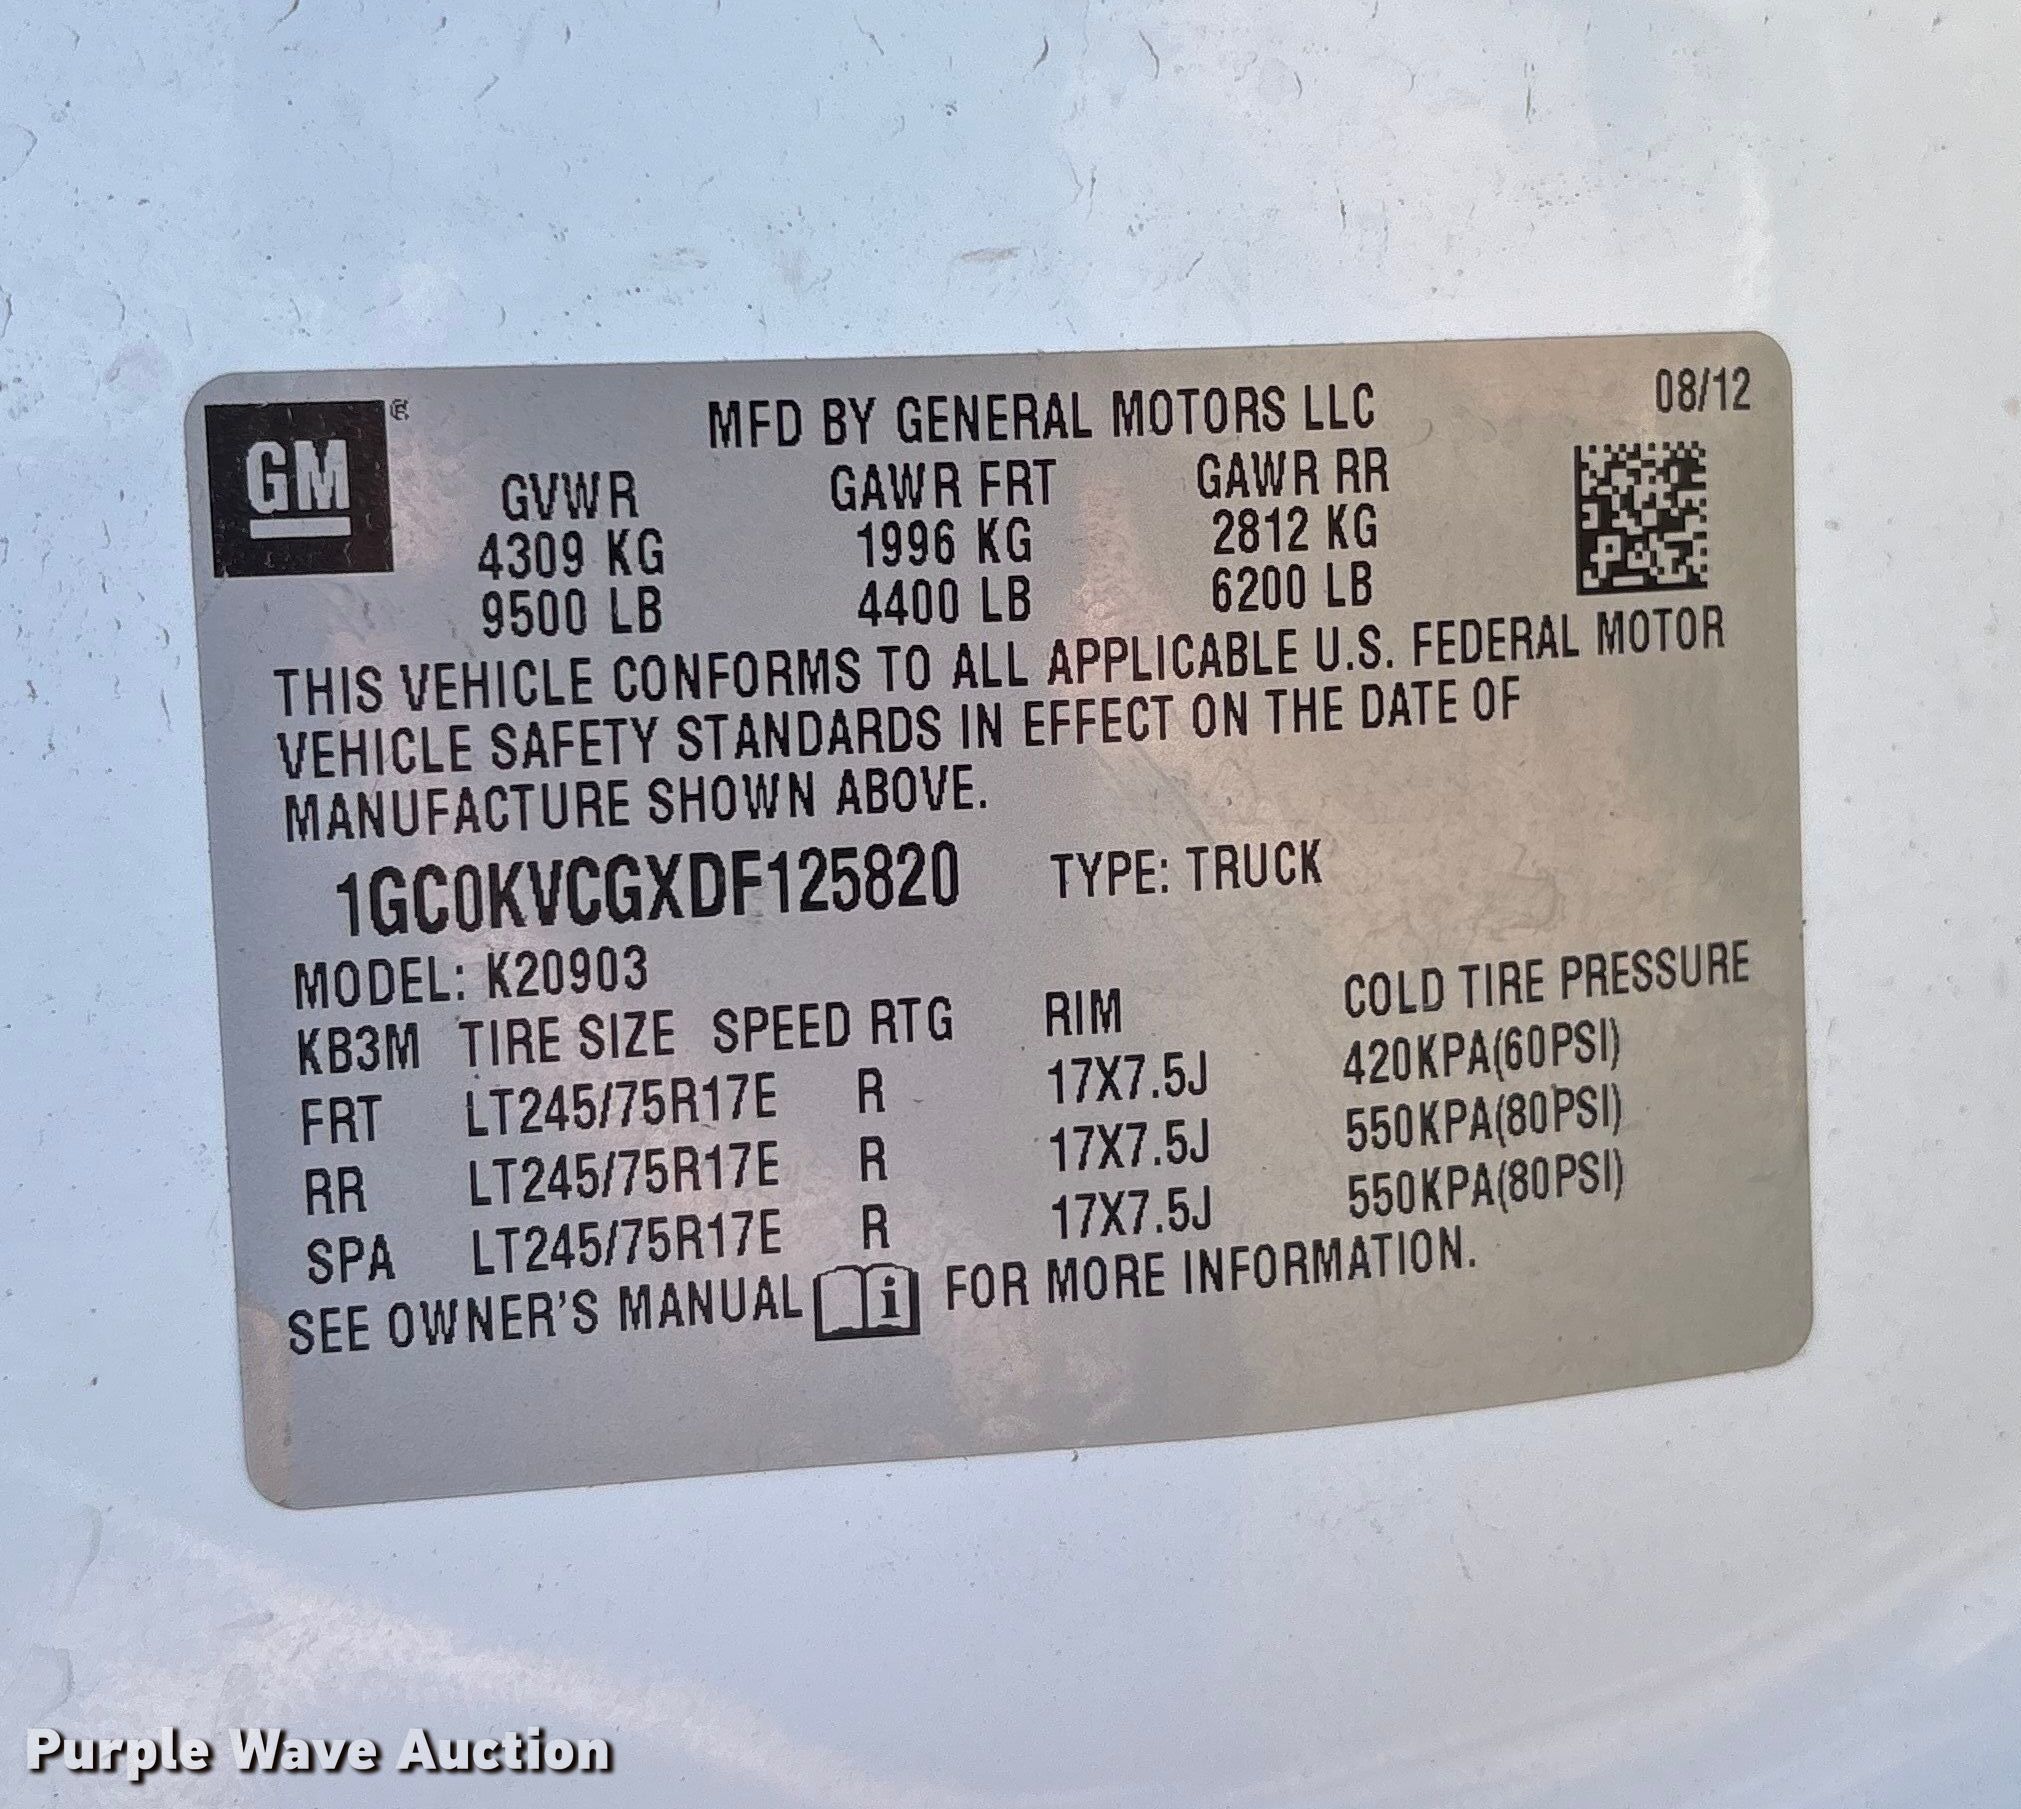 GM
MFD BY GENERAL MOTORS LLC 08/12
GVWR GAWR FRT GAWR RR
4309 KG 1996 KG 2812 KG
9500 LB 4400 LB 6200 LB
THIS VEHICLE CONFORMS TO ALL APPLICABLE U.S. FEDERAL MOTOR
VEHICLE SAFETY STANDARDS IN EFFECT ON THE DATE OF
MANUFACTURE SHOWN ABOVE.
1GC0KVCGXDF125820 TYPE: TRUCK
MODEL: K20903
KB3M TIRE SIZE SPEED RTG RIM COLD TIRE PRESSURE
FRT LT245/75R17E R 17X7.5J 420KPA(60PSI)
RR LT245/75R17E R 17X7.5J 550KPA(80PSI)
SPA LT245/75R17E R 17X7.5J 550KPA(80PSI)
SEE OWNER'S MANUAL i FOR MORE INFORMATION.
Purple Wave Auction